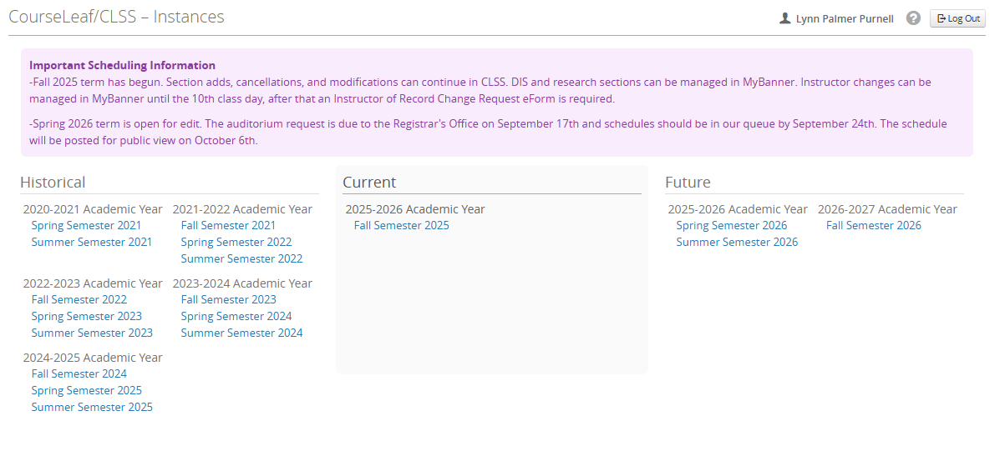 CourseLeaf/CLSS – Instances
Lynn Palmer Purnell
?
Log Out
Important Scheduling Information
-Fall 2025 term has begun. Section adds, cancellations, and modifications can continue in CLSS. DIS and research sections can be managed in MyBanner. Instructor changes can be
managed in MyBanner until the 10th class day, after that an Instructor of Record Change Request eForm is required.
-Spring 2026 term is open for edit. The auditorium request is due to the Registrar's Office on September 17th and schedules should be in our queue by September 24th. The schedule
will be posted for public view on October 6th.
Historical
2020-2021 Academic Year
Spring Semester 2021
Summer Semester 2021
2021-2022 Academic Year
Fall Semester 2021
Spring Semester 2022
Summer Semester 2022
2022-2023 Academic Year
Fall Semester 2022
Spring Semester 2023
Summer Semester 2023
2023-2024 Academic Year
Fall Semester 2023
Spring Semester 2024
Summer Semester 2024
2024-2025 Academic Year
Fall Semester 2024
Spring Semester 2025
Summer Semester 2025
Current
2025-2026 Academic Year
Fall Semester 2025
Future
2025-2026 Academic Year
Spring Semester 2026
Summer Semester 2026
2026-2027 Academic Year
Fall Semester 2026